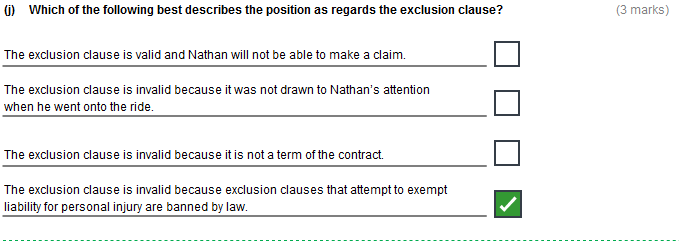 (j) Which of the following best describes the position as regards the exclusion clause? (3 marks)
The exclusion clause is valid and Nathan will not be able to make a claim.
The exclusion clause is invalid because it was not drawn to Nathan's attention
when he went onto the ride.
The exclusion clause is invalid because it is not a term of the contract.
The exclusion clause is invalid because exclusion clauses that attempt to exempt
liability for personal injury are banned by law.